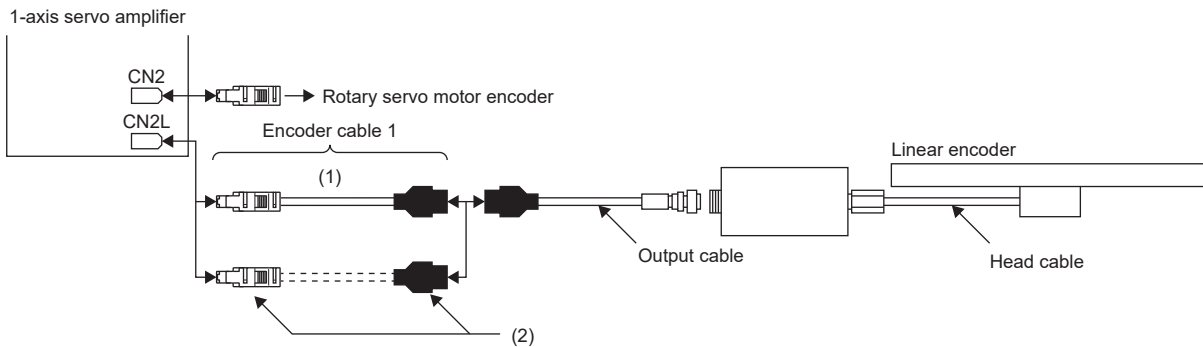 1-axis servo amplifier
CN2
Rotary servo motor encoder
CN2L
Encoder cable 1
(1)
Linear encoder
Output cable
Head cable
(2)